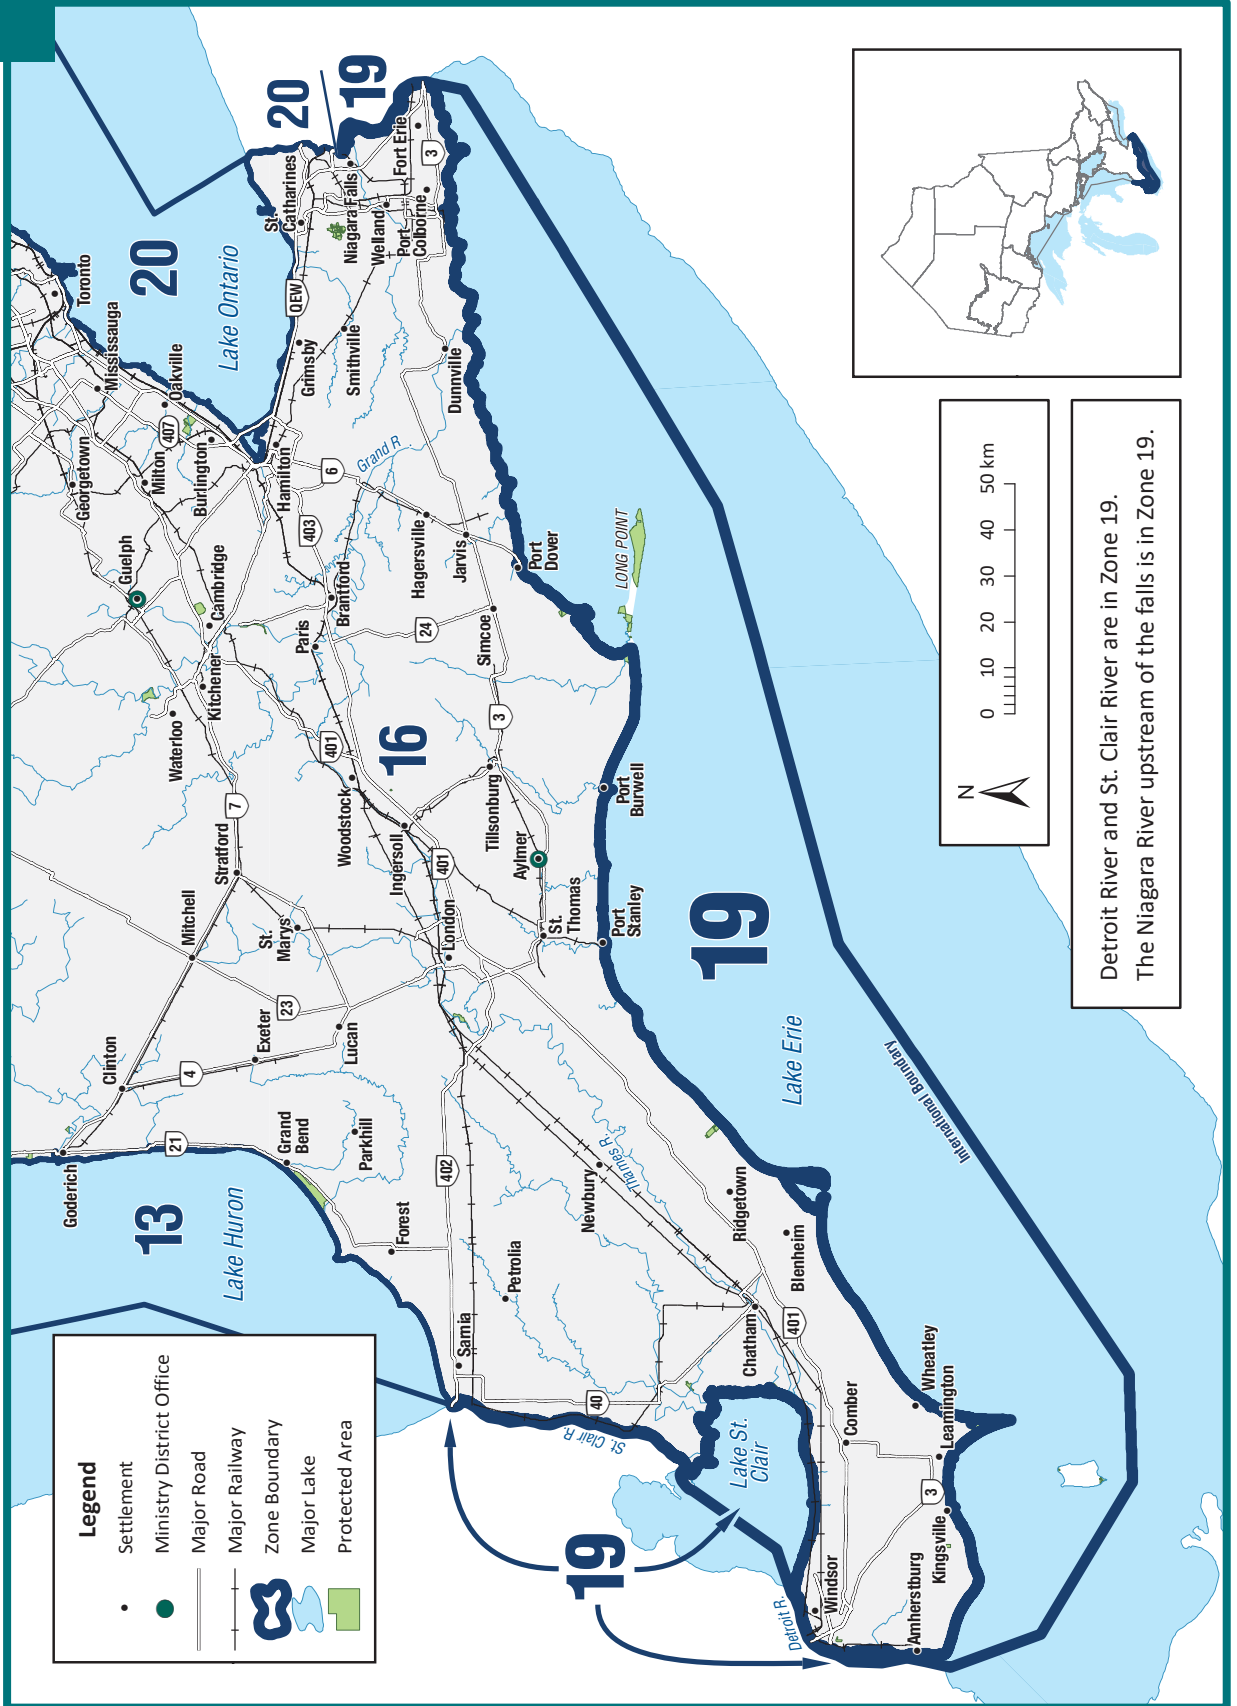 Legend
Settlement
Ministry District Office
Major Road
Major Railway
Zone Boundary
Major Lake
Protected Area
13
Lake Huron
Goderich
21
Clinton
4
Mitchell
Exeter
23
Lucan
Grand
Bend
Parkhill
Forest
402
Sarnia
Petrolia
40
St. Clair R.
Stratford
7
St.
Marys
Waterloo
Kitchener
Guelph
Cambridge
Georgetown
Milton
407
Burlington
Oakville
Mississauga
Toronto
20
Lake Ontario
Hamilton
403
6
Grand R.
Grimsby
Smithville
QEW
St.
Catharines
20
19
Niagara Falls
Welland
Port
Colborne
Fort Erie
3
Dunnville
Hagersville
Jarvis
Port
Dover
Brantford
Paris
24
Simcoe
LONG POINT
401
16
Woodstock
Ingersoll
401
London
Tillsonburg
3
Aylmer
St.
Thomas
Port
Stanley
Port
Burwell
Newbury
Thames R.
Ridgetown
Blenheim
Chatham
401
Comber
Wheatley
Leamington
3
Kingsville
Amherstburg
Windsor
Detroit R.
Lake St.
Clair
19
19
Lake Erie
International Boundary
N
0 10 20 30 40 50 km
Detroit River and St. Clair River are in Zone 19.
The Niagara River upstream of the falls is in Zone 19.